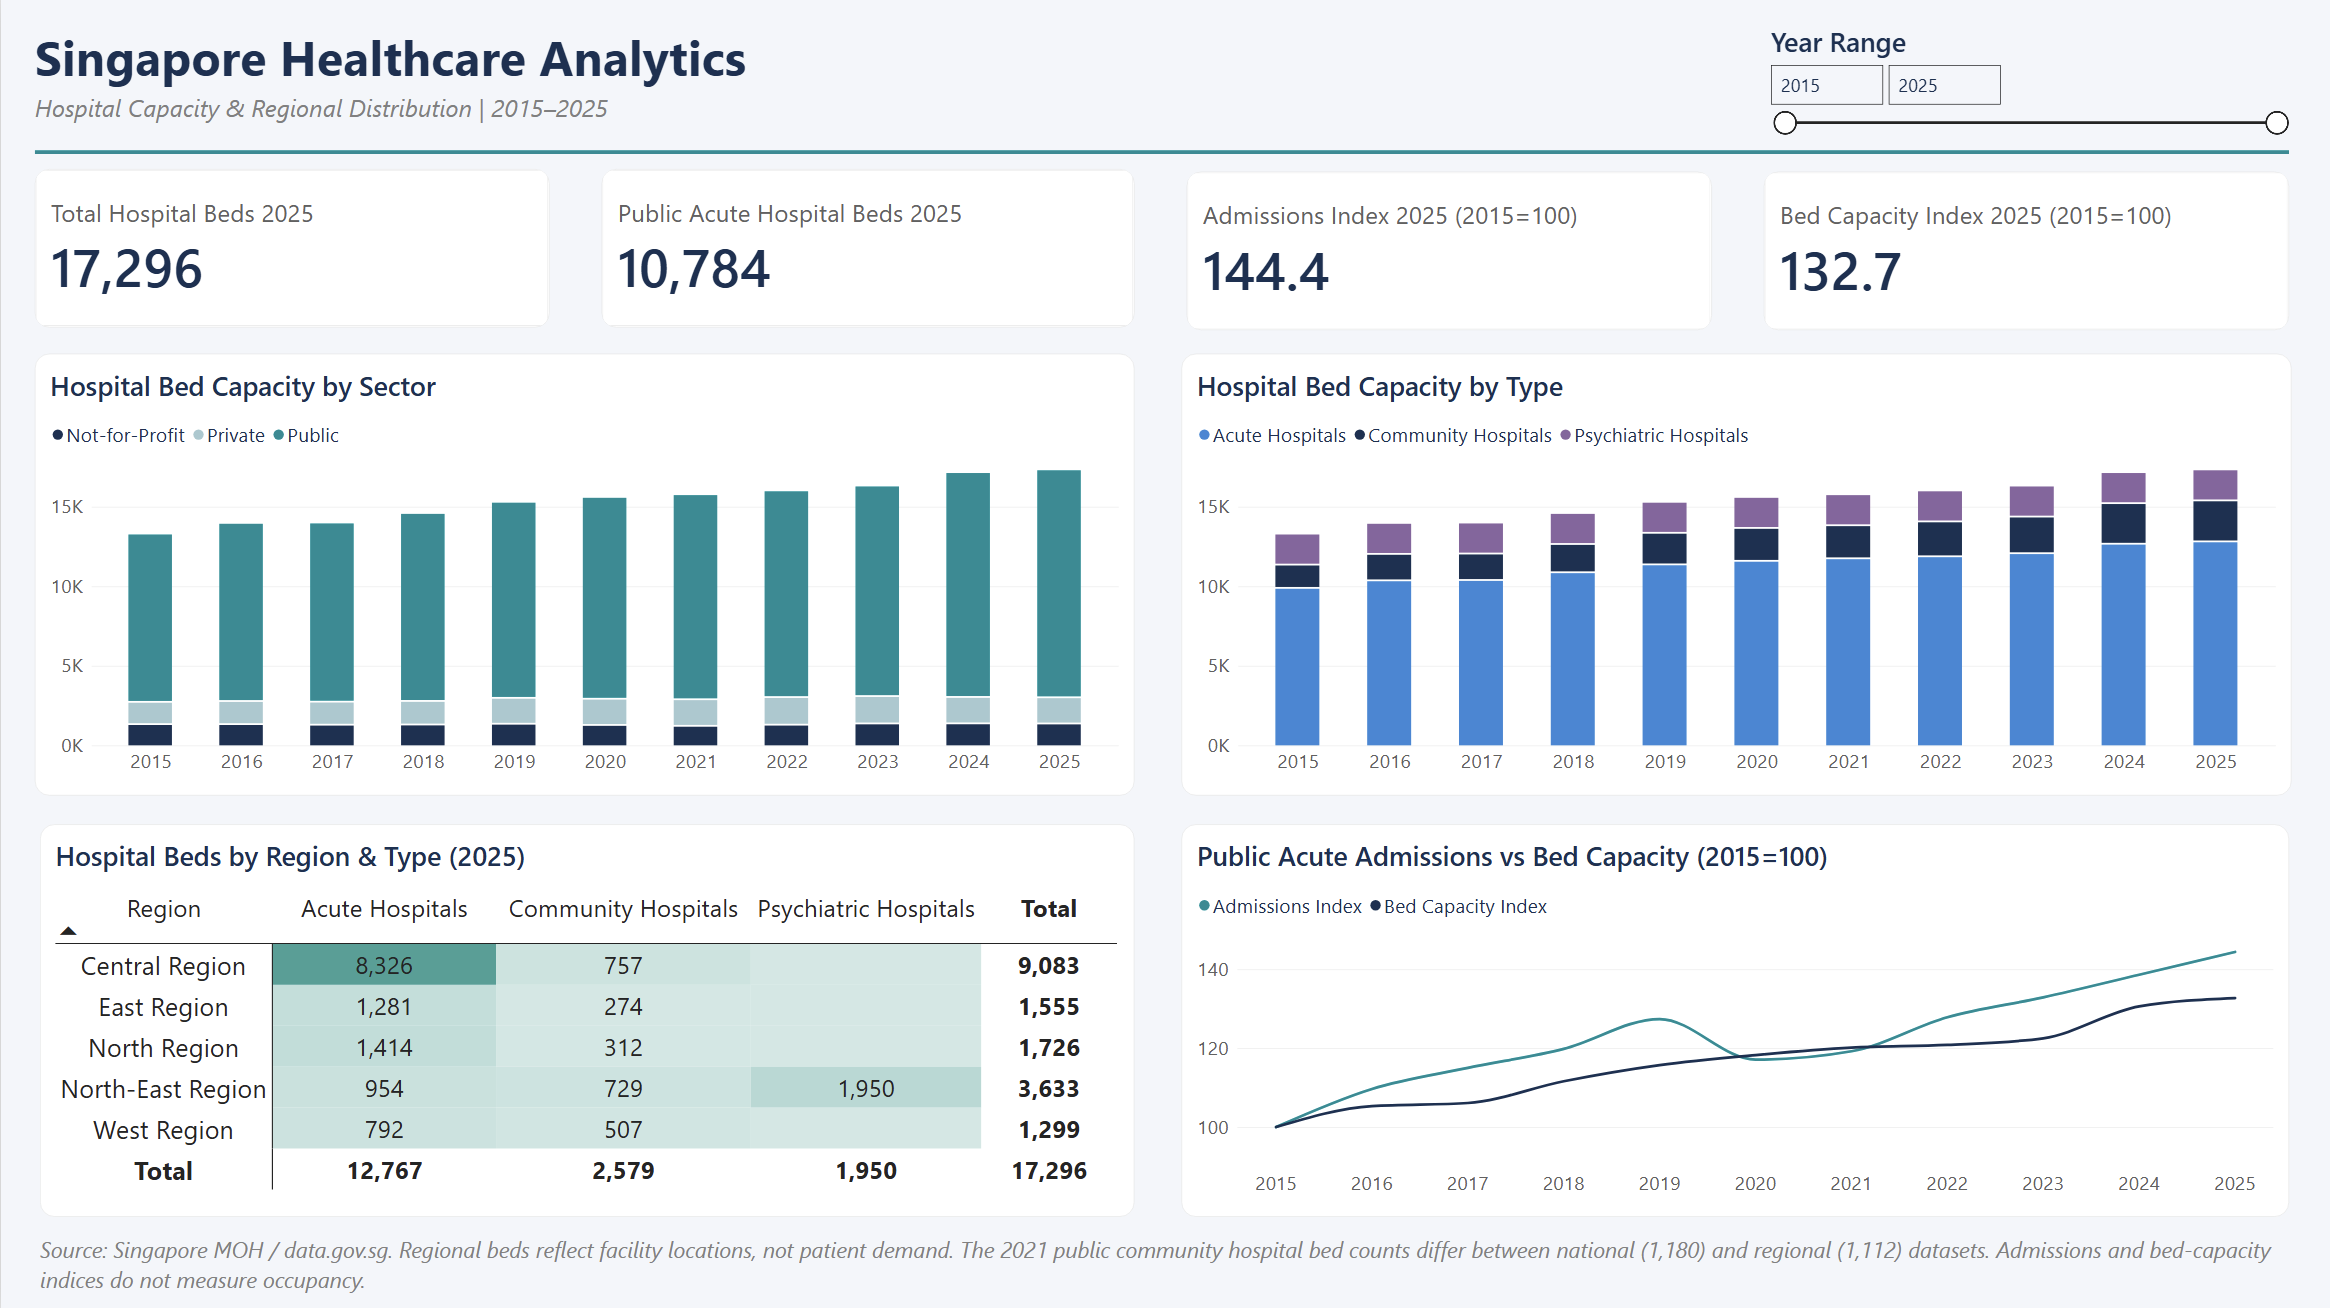 Singapore Healthcare Analytics
Hospital Capacity & Regional Distribution | 2015–2025
Year Range
2015 2025
Total Hospital Beds 2025
17,296
Public Acute Hospital Beds 2025
10,784
Admissions Index 2025 (2015=100)
144.4
Bed Capacity Index 2025 (2015=100)
132.7
Hospital Bed Capacity by Sector
Not-for-Profit Private Public
15K
10K
5K
0K
2015 2016 2017 2018 2019 2020 2021 2022 2023 2024 2025
Hospital Bed Capacity by Type
Acute Hospitals Community Hospitals Psychiatric Hospitals
15K
10K
5K
0K
2015 2016 2017 2018 2019 2020 2021 2022 2023 2024 2025
Hospital Beds by Region & Type (2025)
Region Acute Hospitals Community Hospitals Psychiatric Hospitals Total
Central Region 8,326 757 9,083
East Region 1,281 274 1,555
North Region 1,414 312 1,726
North-East Region 954 729 1,950 3,633
West Region 792 507 1,299
Total 12,767 2,579 1,950 17,296
Public Acute Admissions vs Bed Capacity (2015=100)
Admissions Index Bed Capacity Index
140
120
100
2015 2016 2017 2018 2019 2020 2021 2022 2023 2024 2025
Source: Singapore MOH / data.gov.sg. Regional beds reflect facility locations, not patient demand. The 2021 public community hospital bed counts differ between national (1,180) and regional (1,112) datasets. Admissions and bed-capacity
indices do not measure occupancy.